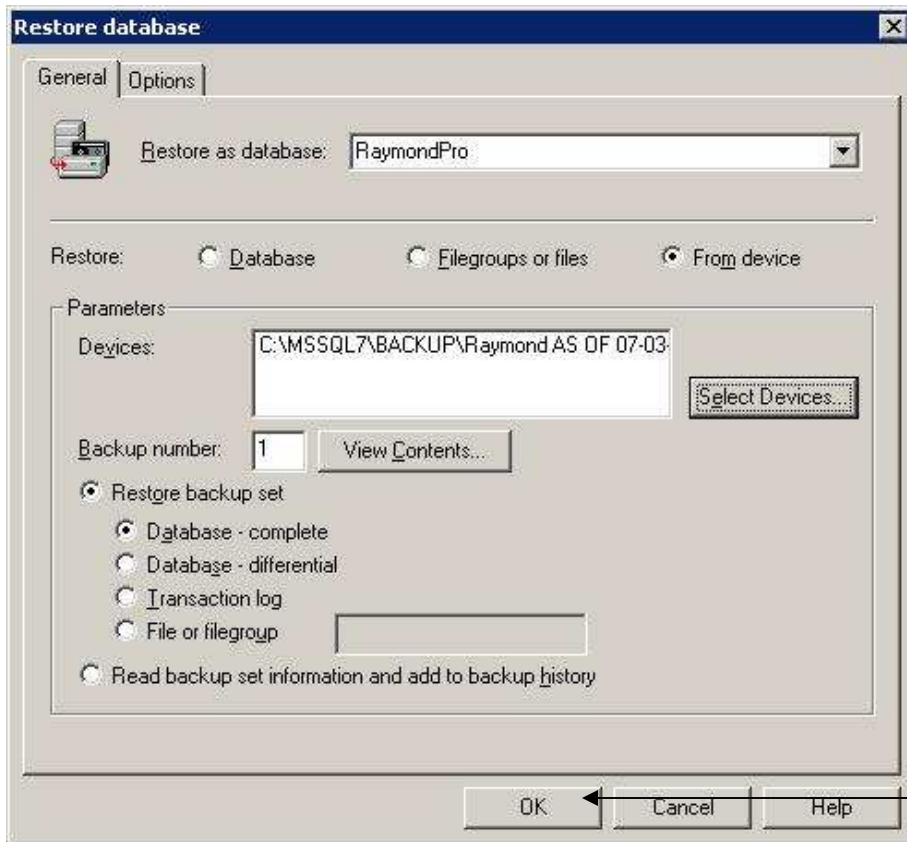 Restore database
General
Options
Restore as database:
RaymondPro
Restore:
Database
Filegroups or files
From device
Parameters
Devices:
C:\MSSQL7\BACKUP\Raymond AS OF 07-03-
Select Devices...
Backup number:
1
View Contents...
Restore backup set
Database - complete
Database - differential
Transaction log
File or filegroup
Read backup set information and add to backup history
OK
Cancel
Help